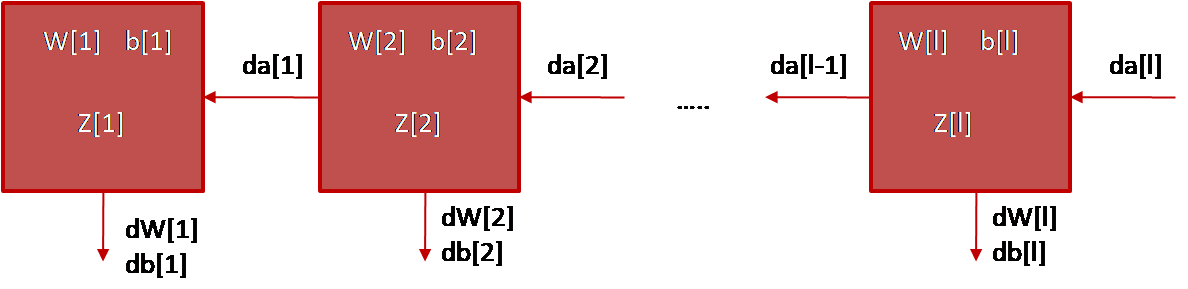 W[1] b[1]
Z[1]
da[1]
W[2] b[2]
Z[2]
da[2]
.....
da[l-1]
W[l] b[l]
Z[l]
da[l]
dW[1]
db[1]
dW[2]
db[2]
dW[l]
db[l]